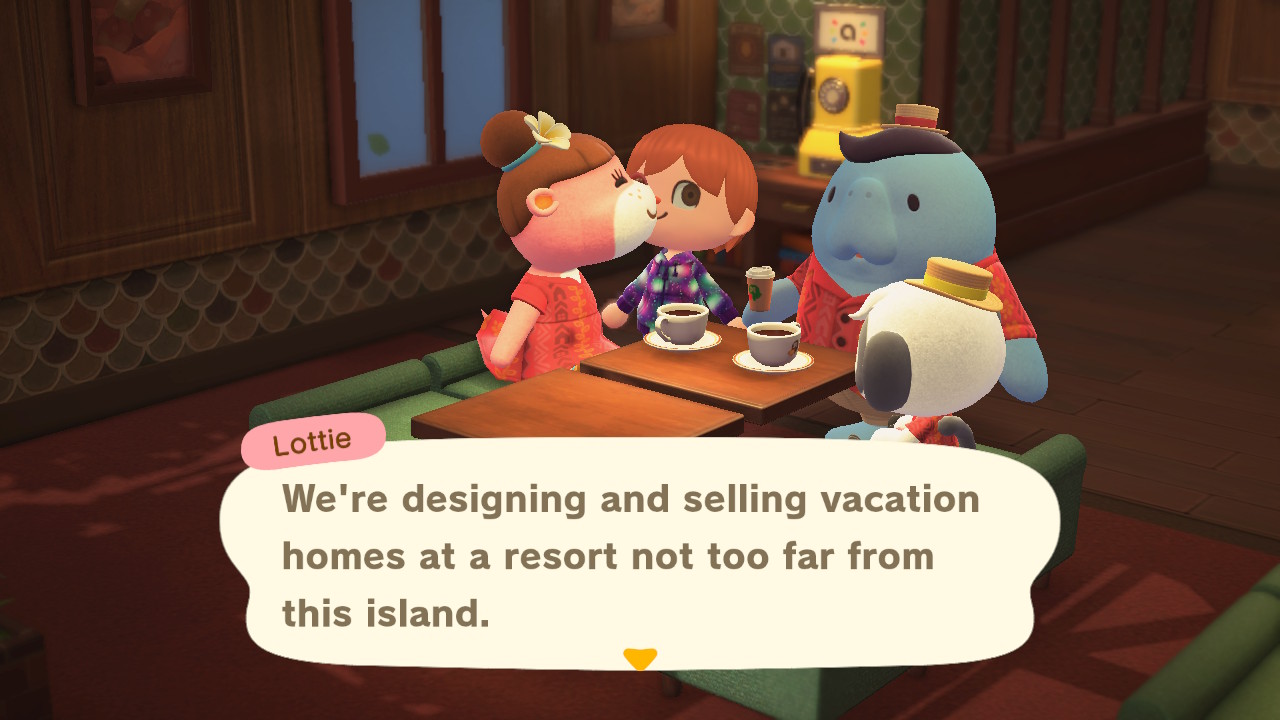 a
Lottie
We're designing and selling vacation
homes at a resort not too far from
this island.